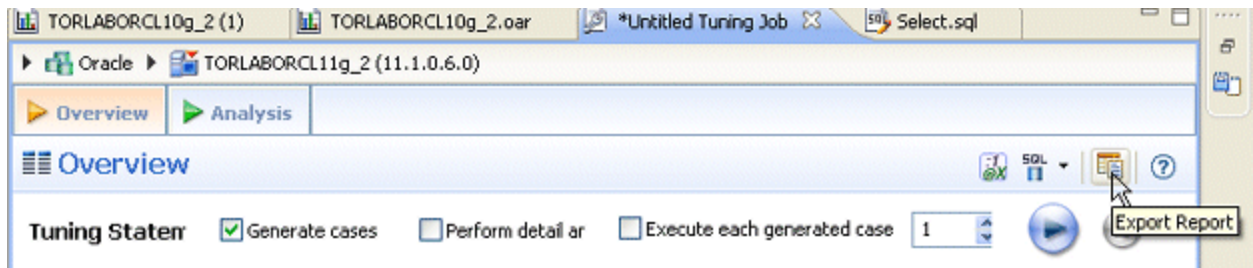 TORLABORCL10g_2 (1) TORLABORCL10g_2.oar *Untitled Tuning Job Select.sql
Oracle TORLABORCL11g_2 (11.1.0.6.0)
Overview Analysis
Overview SQL
Tuning Statem Generate cases Perform detail ar Execute each generated case 1
Export Report